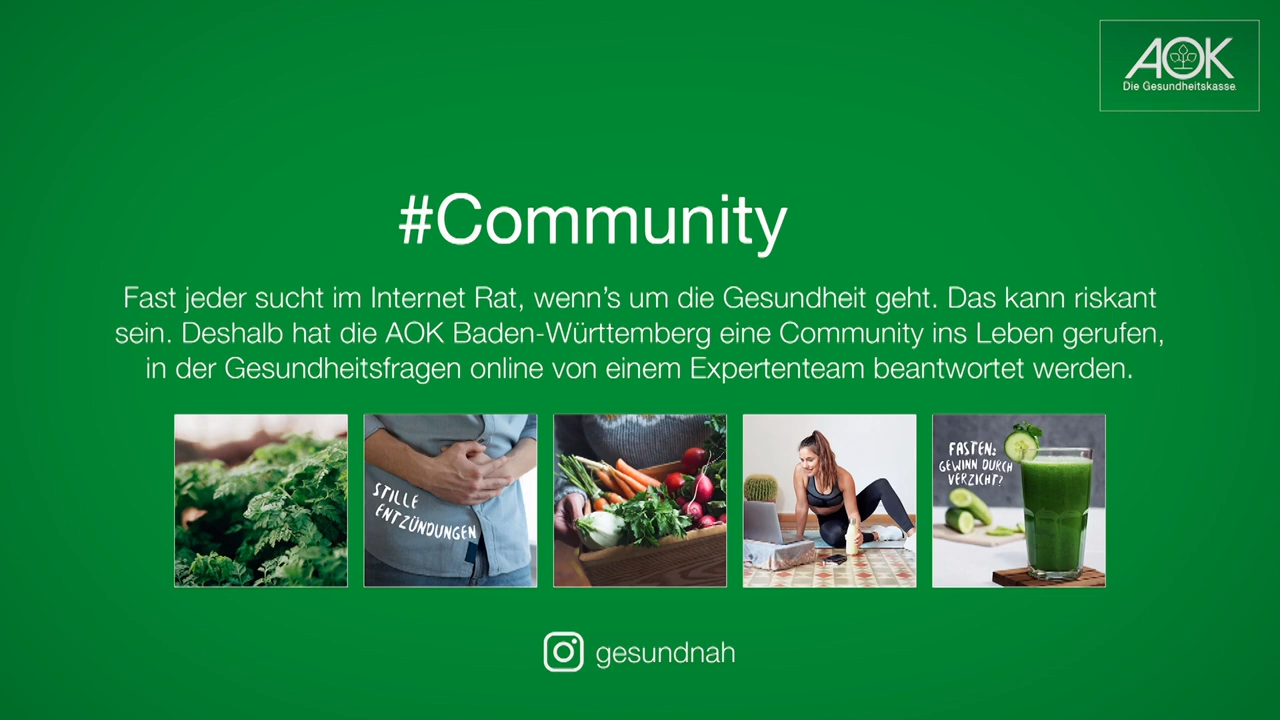 AOK
Die Gesundheitskasse.
#Community
Fast jeder sucht im Internet Rat, wenn’s um die Gesundheit geht. Das kann riskant
sein. Deshalb hat die AOK Baden-Württemberg eine Community ins Leben gerufen,
in der Gesundheitsfragen online von einem Expertenteam beantwortet werden.
STILLE
ENTZÜNDUNGEN
FASTEN:
GEWINN DURCH
VERZICHT?
gesundnah